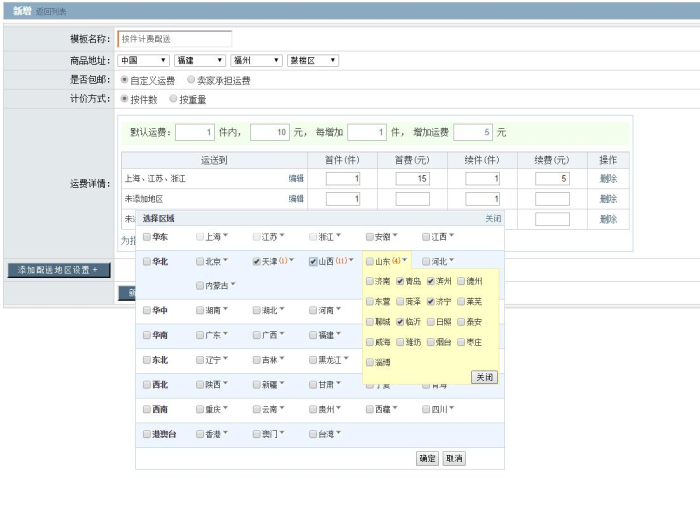 新增 返回列表
模板名称: 按件计费配送
商品地址: 中国 福建 福州 鼓楼区
是否包邮: 自定义运费 卖家承担运费
计价方式: 按件数 按重量
运费详情:
默认运费: 1 件内, 10 元, 每增加 1 件, 增加运费 5 元
运送到 首件(件) 首费(元) 续件(件) 续费(元) 操作
上海、江苏、浙江 编辑 1 15 1 5 删除
未添加地区 编辑 1 1 删除
删除
添加配送地区设置 +
选择区域 关闭
华东 上海 江苏 浙江 安徽 江西
华北 北京 天津 (1) 山西 (11) 山东 (4) 河北
内蒙古
济南 青岛 滨州 德州
东营 菏泽 济宁 莱芜
聊城 临沂 日照 泰安
威海 潍坊 烟台 枣庄
淄博
关闭
华中 湖南 湖北 河南
华南 广东 广西 福建
东北 辽宁 吉林 黑龙江
西北 陕西 新疆 甘肃 宁夏 青海
西南 重庆 云南 贵州 西藏 四川
港澳台 香港 澳门 台湾
确定 取消